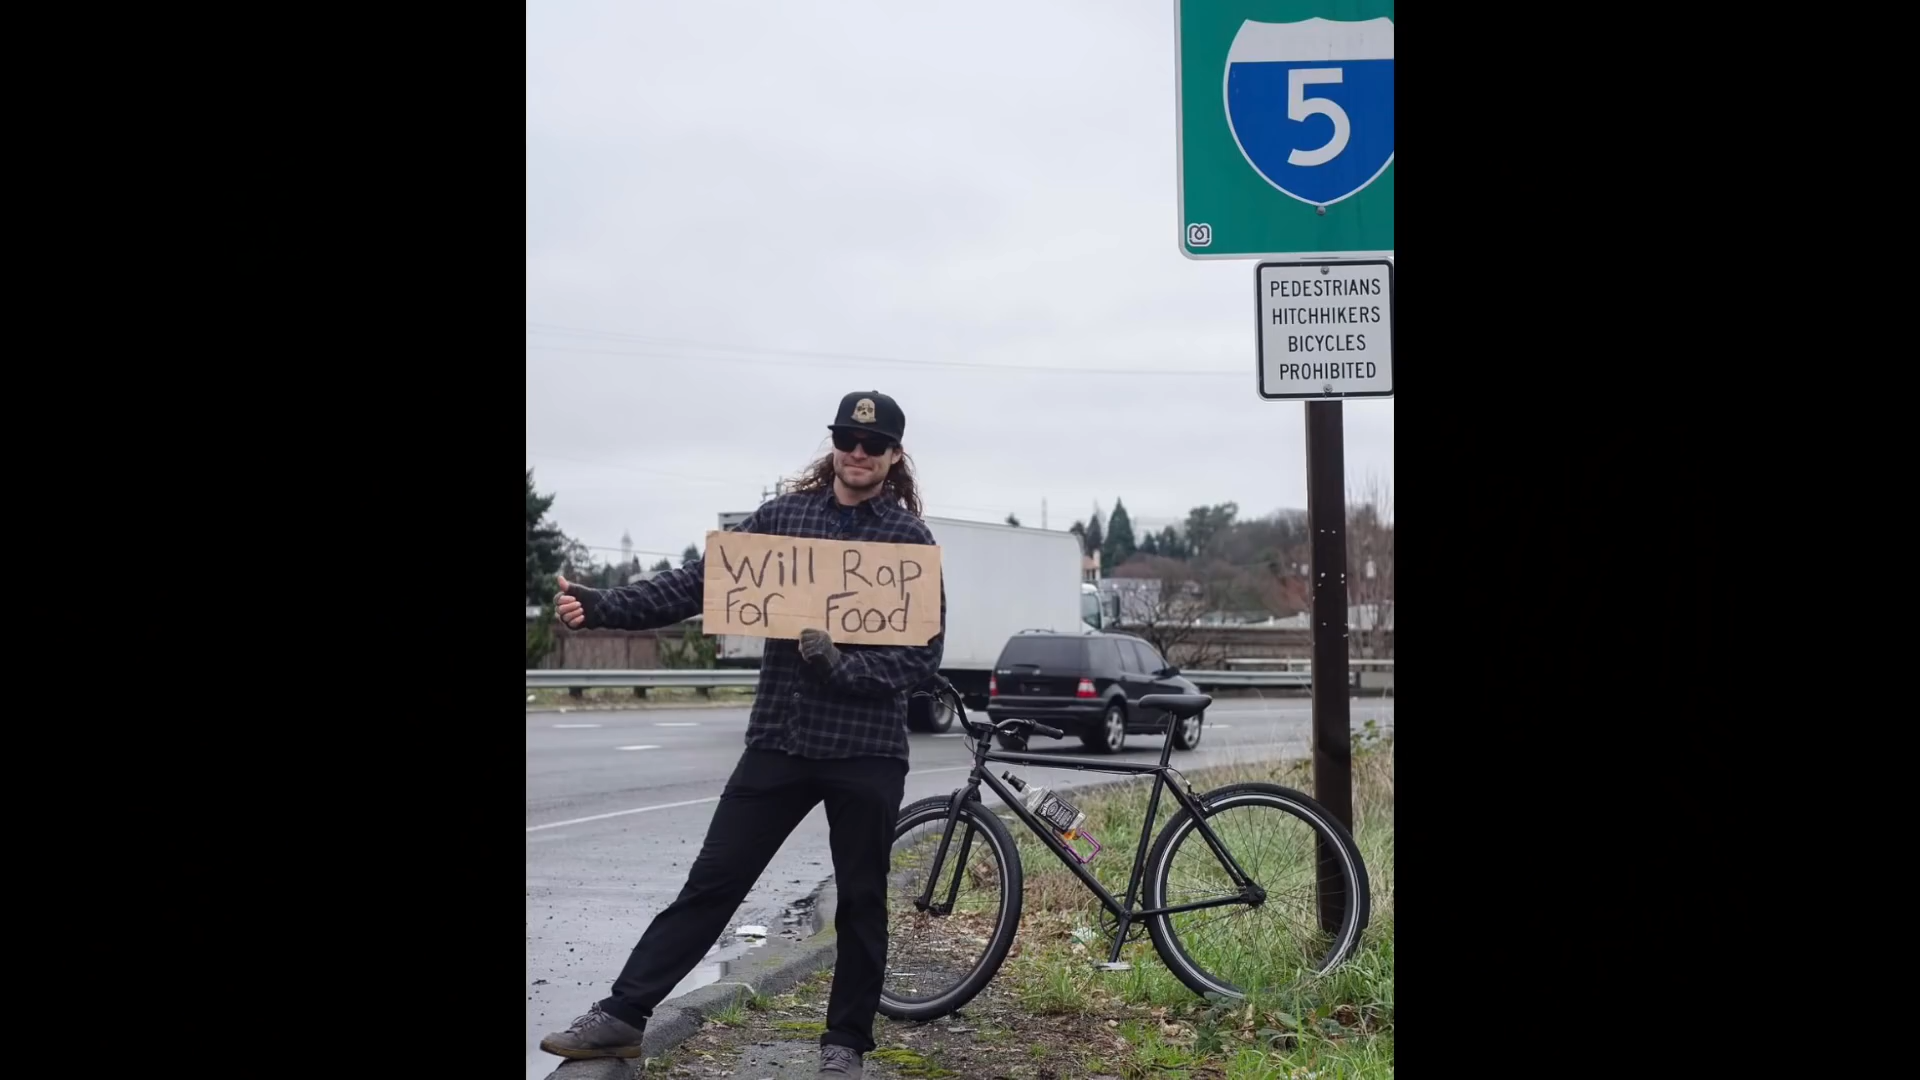 5
PEDESTRIANS
HITCHHIKERS
BICYCLES
PROHIBITED
Will Rap
For Food